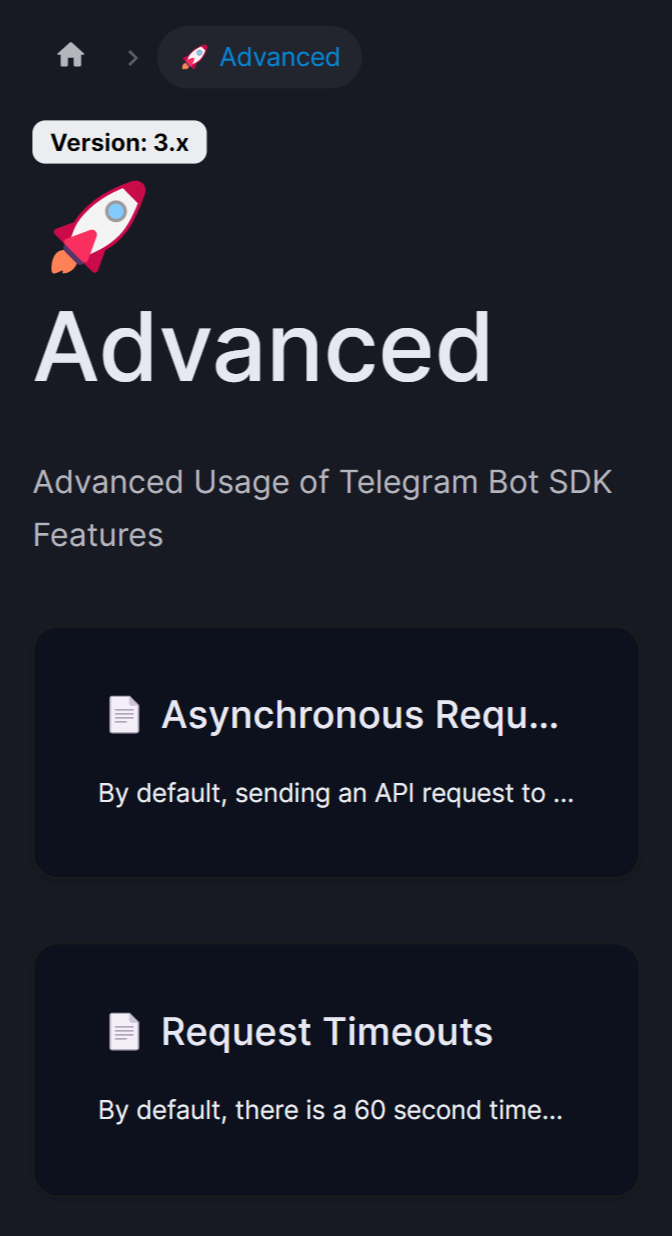 Advanced
Version: 3.x
Advanced
Advanced Usage of Telegram Bot SDK
Features
Asynchronous Requ...
By default, sending an API request to ...
Request Timeouts
By default, there is a 60 second time...